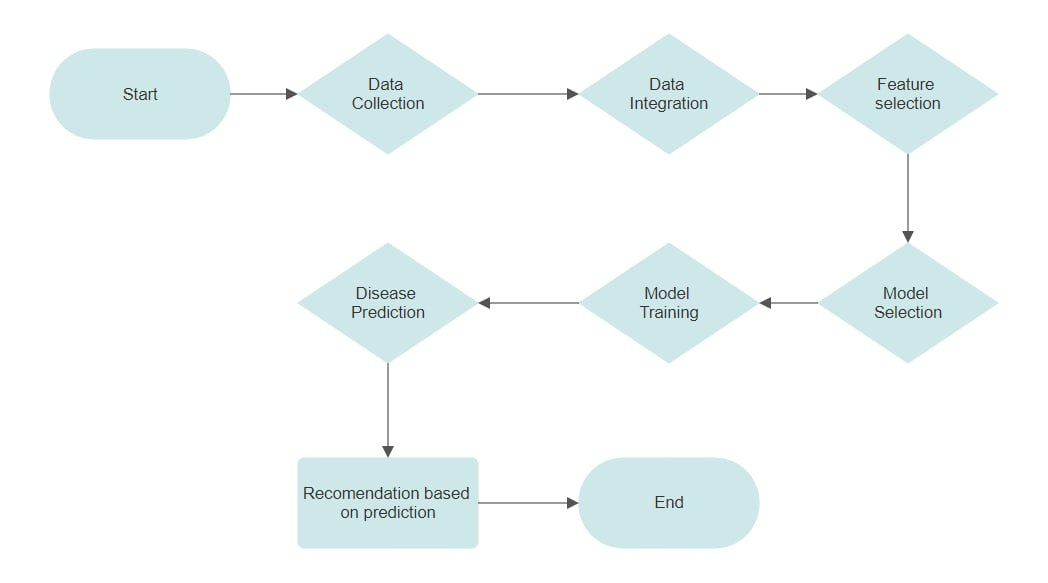 Start
Data
Collection
Data
Integration
Feature
selection
Model
Selection
Model
Training
Disease
Prediction
Recomendation based
on prediction
End